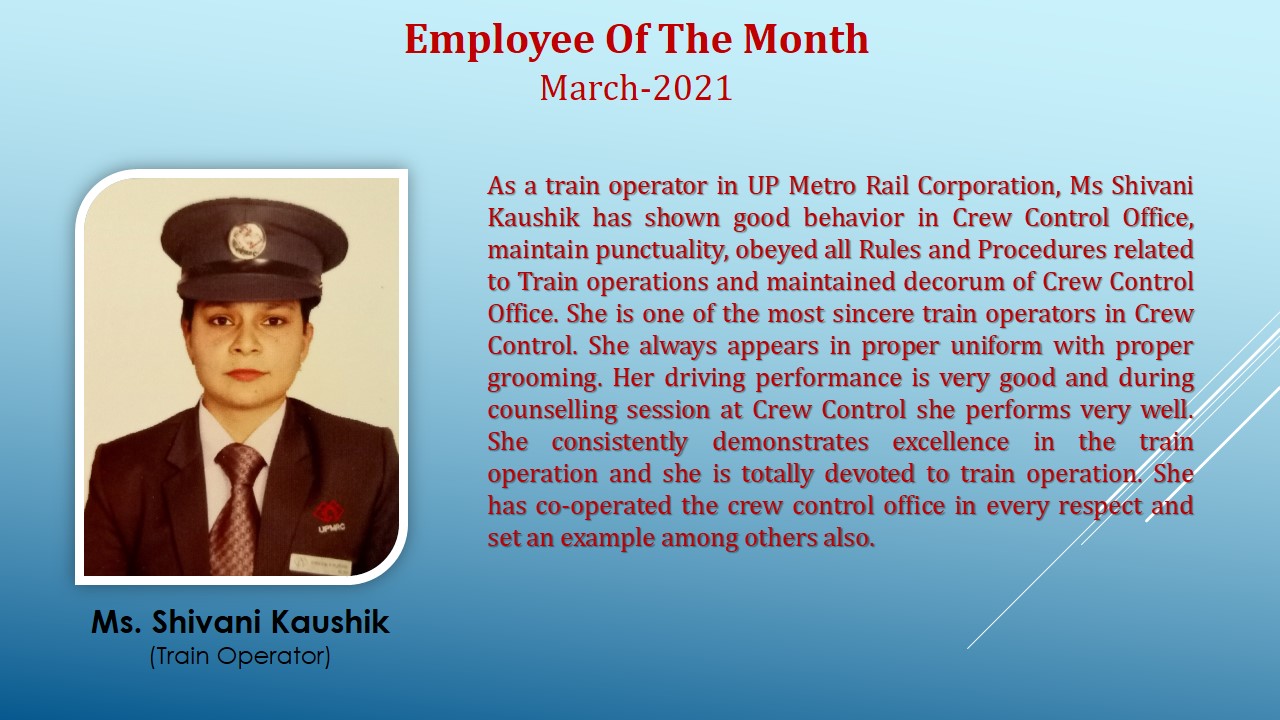 Employee Of The Month
March-2021
As a train operator in UP Metro Rail Corporation, Ms Shivani
Kaushik has shown good behavior in Crew Control Office,
maintain punctuality, obeyed all Rules and Procedures related
to Train operations and maintained decorum of Crew Control
Office. She is one of the most sincere train operators in Crew
Control. She always appears in proper uniform with proper
grooming. Her driving performance is very good and during
counselling session at Crew Control she performs very well.
She consistently demonstrates excellence in the train
operation and she is totally devoted to train operation. She
has co-operated the crew control office in every respect and
set an example among others also.
UPMRC
Ms. Shivani Kaushik
(Train Operator)